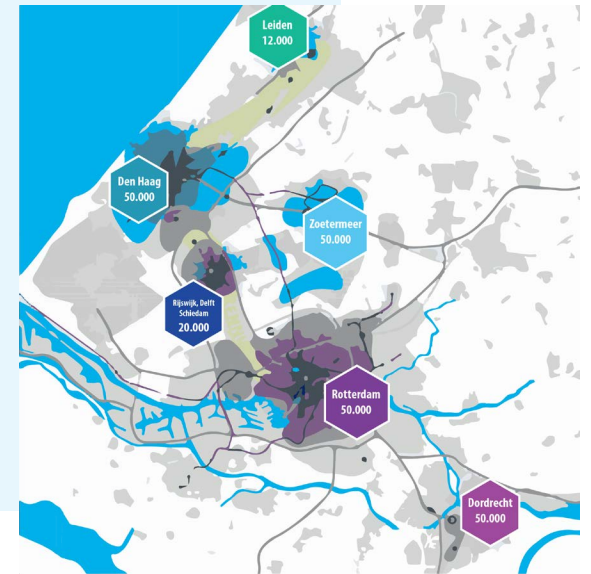 Leiden
12.000
Den Haag
50.000
Zoetermeer
50.000
Rijswijk, Delft
Schiedam
20.000
Rotterdam
50.000
Dordrecht
50.000